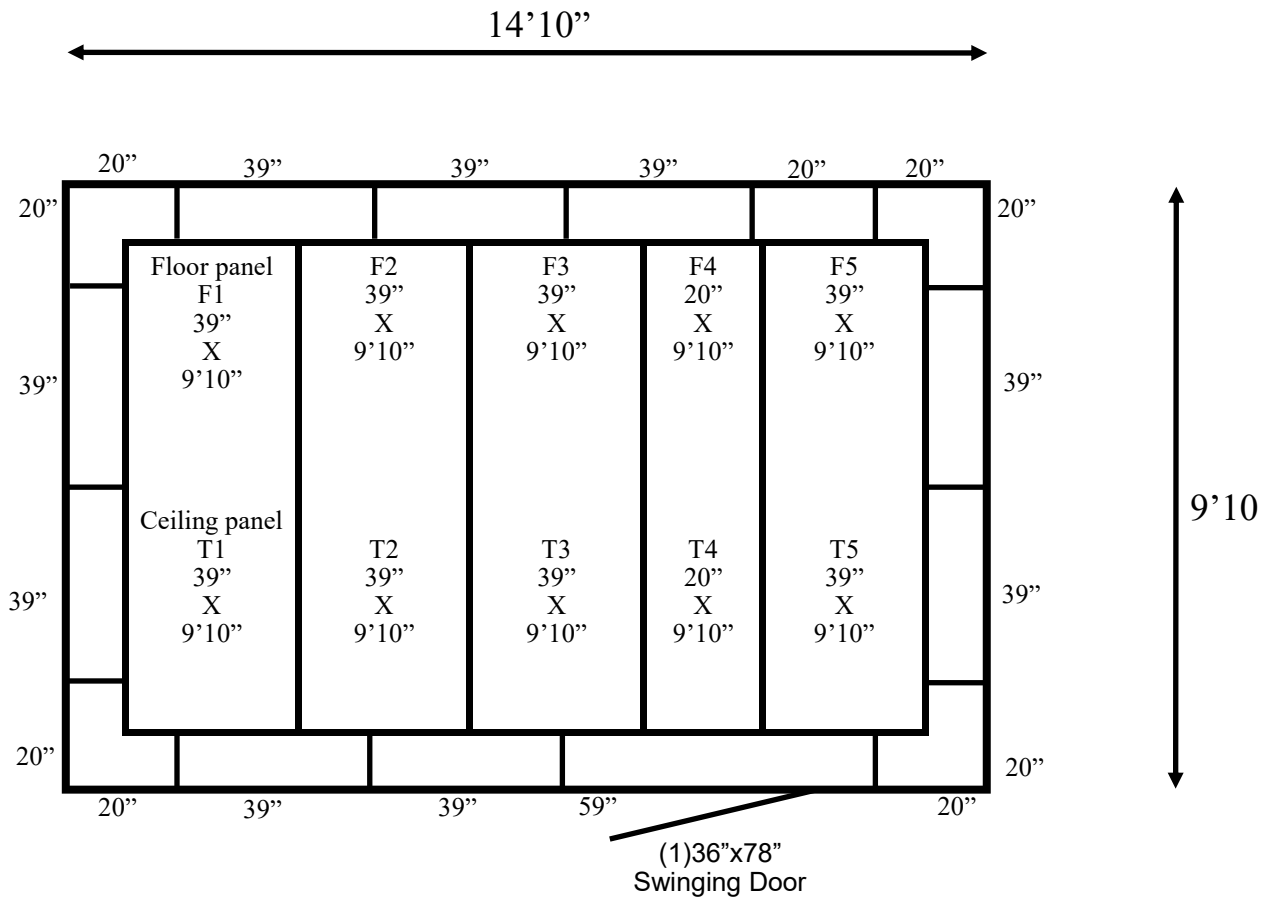 14’10”
20” 39” 39” 39” 20” 20”
20” 20”
Floor panel
F1
39”
X
9’10”
F2
39”
X
9’10”
F3
39”
X
9’10”
F4
20”
X
9’10”
F5
39”
X
9’10”
39” 39”
9’10
Ceiling panel
T1
39”
X
9’10”
T2
39”
X
9’10”
T3
39”
X
9’10”
T4
20”
X
9’10”
T5
39”
X
9’10”
39” 39”
20” 20”
20” 39” 39” 59” 20”
(1)36”x78”
Swinging Door